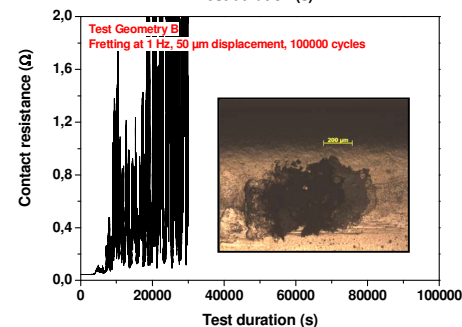 Test Geometry B
Fretting at 1 Hz, 50 µm displacement, 100000 cycles
2,0
1,6
1,2
0,8
0,4
0,0
Contact resistance (Ω)
200 µm
0
20000
40000
60000
80000
100000
Test duration (s)